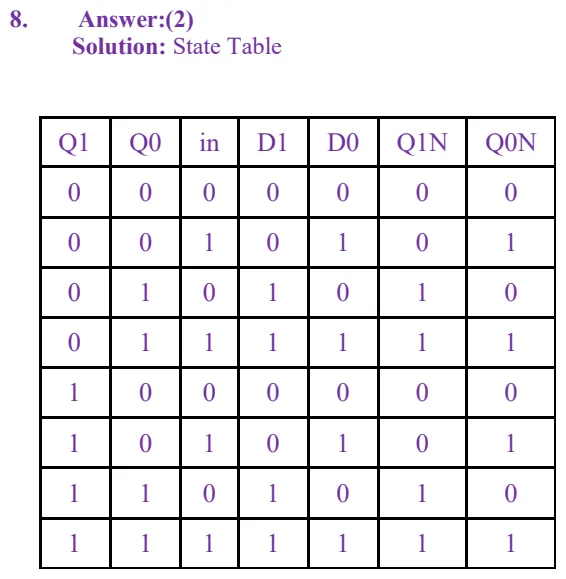 8. Answer:(2)
Solution: State Table
Q1 Q0 in D1 D0 Q1N Q0N
0 0 0 0 0 0 0
0 0 1 0 1 0 1
0 1 0 1 0 1 0
0 1 1 1 1 1 1
1 0 0 0 0 0 0
1 0 1 0 1 0 1
1 1 0 1 0 1 0
1 1 1 1 1 1 1